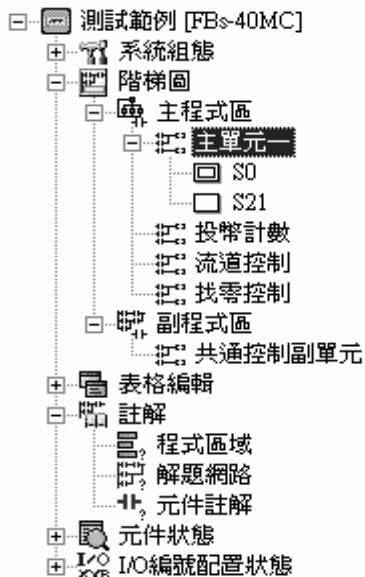 測試範例 [FBs-40MC]
系統組態
階梯圖
主程式區
主單元一
S0
S21
投幣計數
流道控制
找零控制
副程式區
共通控制副單元
表格編輯
註解
程式區域
解題網路
元件註解
元件狀態
I/O編號配置狀態